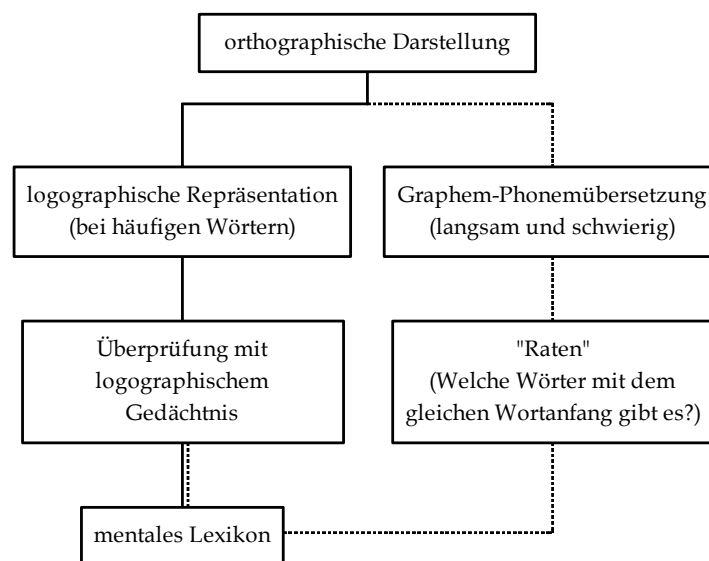 orthographische Darstellung
logographische Repräsentation
(bei häufigen Wörtern)
Graphem-Phonemübersetzung
(langsam und schwierig)
Überprüfung mit
logographischem
Gedächtnis
"Raten"
(Welche Wörter mit dem
gleichen Wortanfang gibt es?)
mentales Lexikon